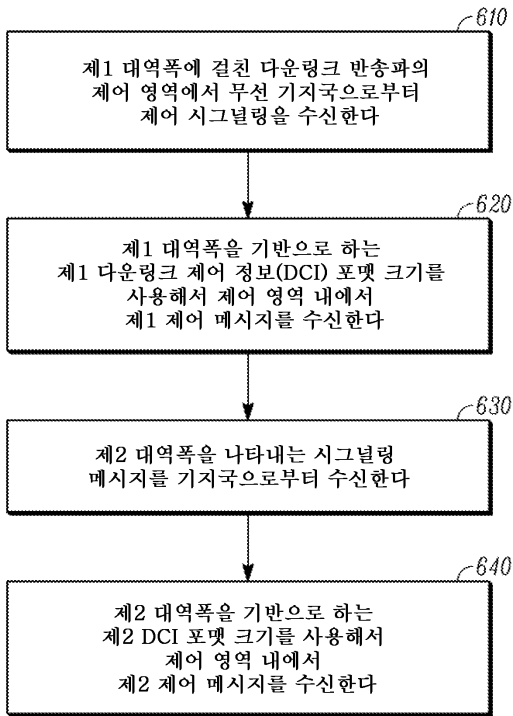 610
제1 대역폭에 걸친 다운링크 반송파의
제어 영역에서 무선 기지국으로부터
제어 시그널링을 수신한다
620
제1 대역폭을 기반으로 하는
제1 다운링크 제어 정보(DCI) 포맷 크기를
사용해서 제어 영역 내에서
제1 제어 메시지를 수신한다
630
제2 대역폭을 나타내는 시그널링
메시지를 기지국으로부터 수신한다
640
제2 대역폭을 기반으로 하는
제2 DCI 포맷 크기를 사용해서
제어 영역 내에서
제2 제어 메시지를 수신한다